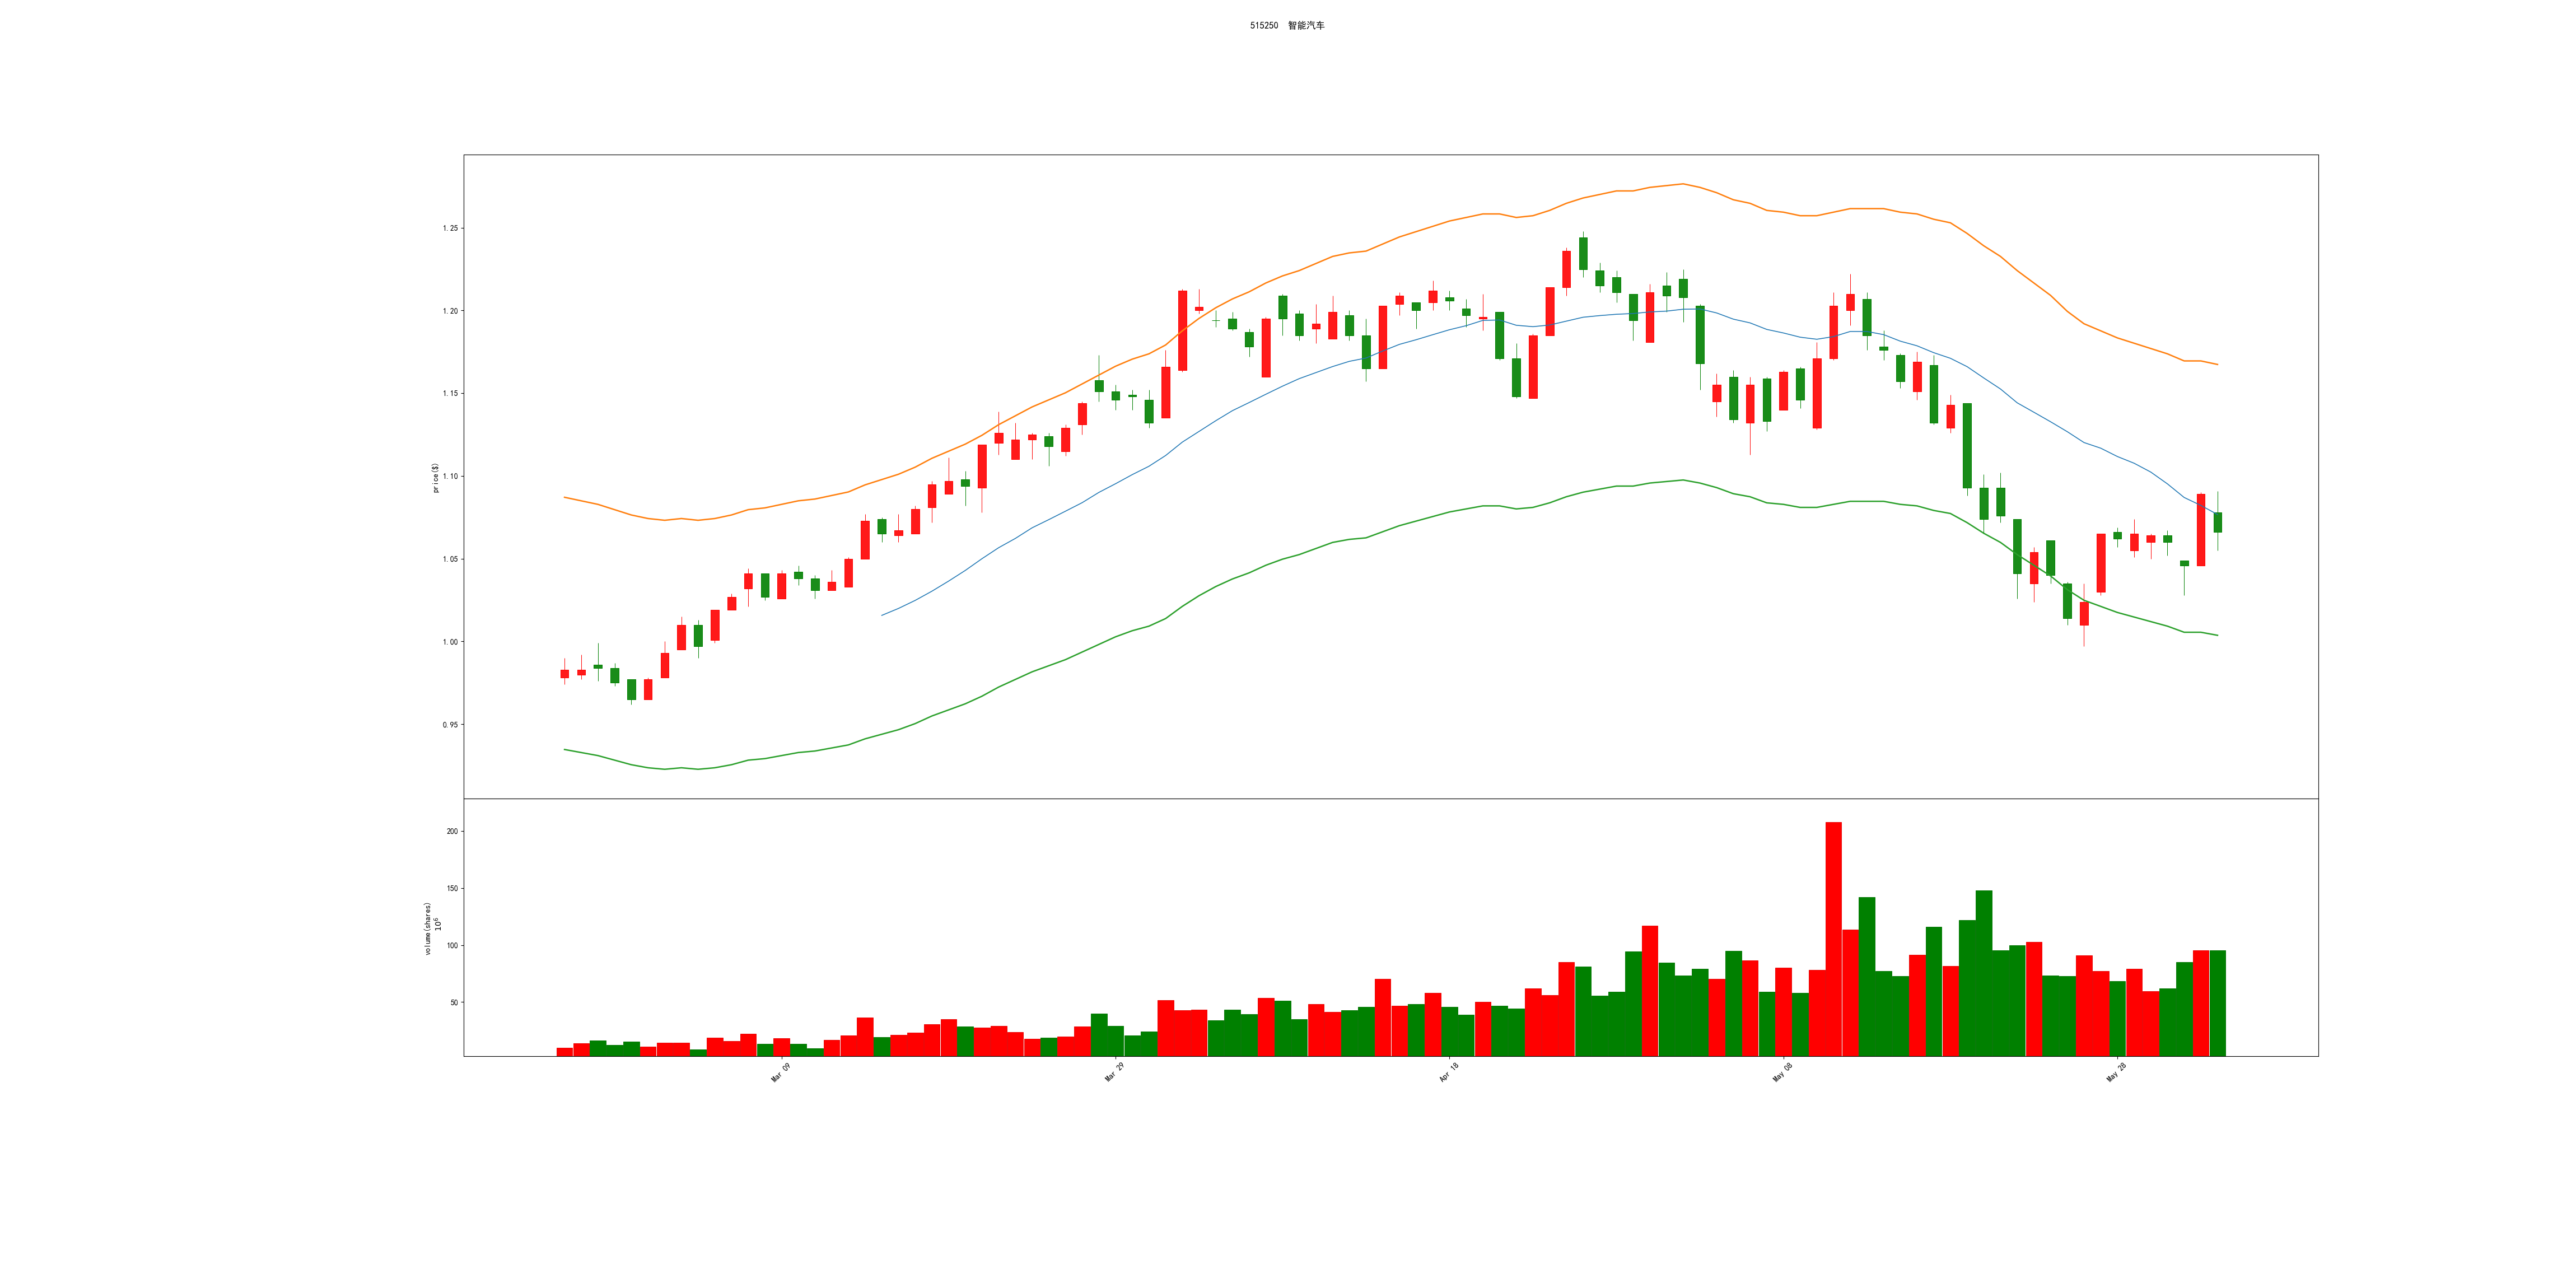 515250 智能汽车
price($)
1.25
1.20
1.15
1.10
1.05
1.00
0.95
volume(shares)
10⁶
200
150
100
50
Mar 09
Mar 29
Apr 18
May 08
May 28